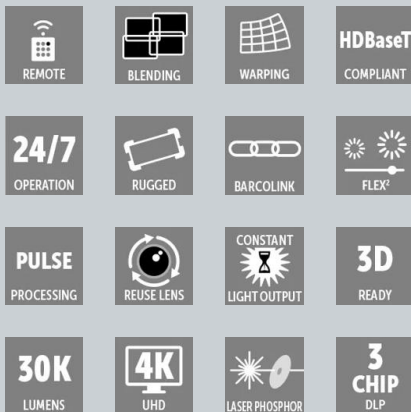 REMOTE
BLENDING
WARPING
HDBaseT
COMPLIANT
24/7
OPERATION
RUGGED
BARCOLINK
FLEX²
PULSE
PROCESSING
REUSE LENS
CONSTANT
LIGHT OUTPUT
3D
READY
30K
LUMENS
4K
UHD
LASER PHOSPHOR
3
CHIP
DLP